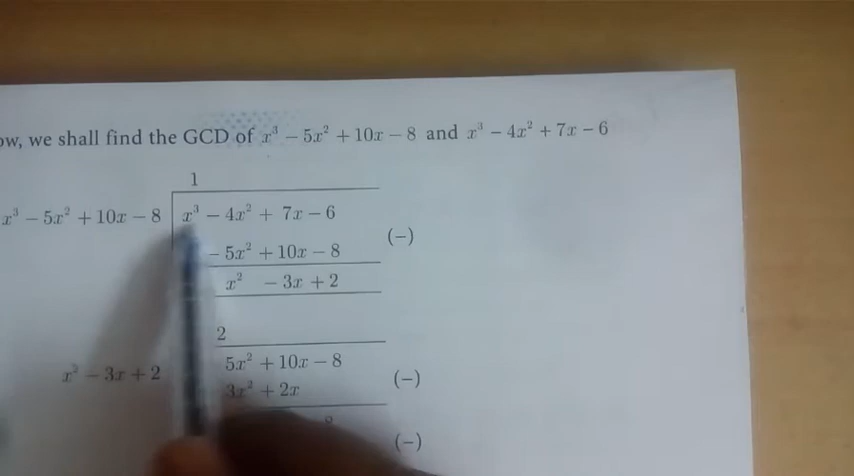 ow, we shall find the GCD of x³ − 5x² + 10x − 8 and x³ − 4x² + 7x − 6
1
x³ − 5x² + 10x − 8 x³ − 4x² + 7x − 6
(−)
− 5x² + 10x − 8
x² − 3x + 2
2
x² − 3x + 2 5x² + 10x − 8
(−)
3x² + 2x
8
(−)